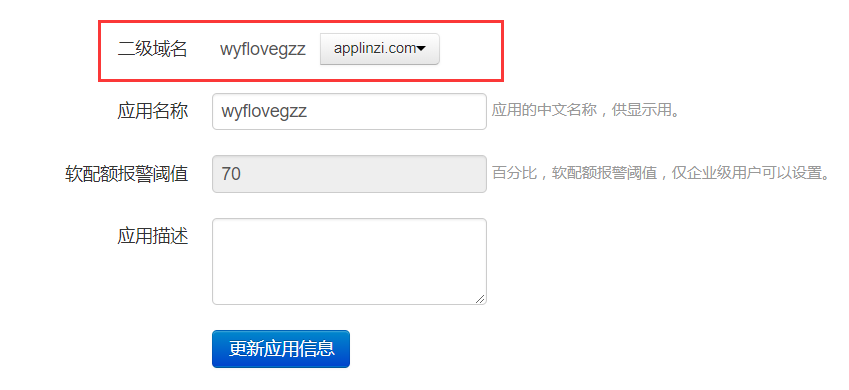 二级域名 wyflovegzz applinzi.com
应用名称 wyflovegzz 应用的中文名称，供显示用。
软配额报警阈值 70 百分比，软配额报警阈值，仅企业级用户可以设置。
应用描述
更新应用信息